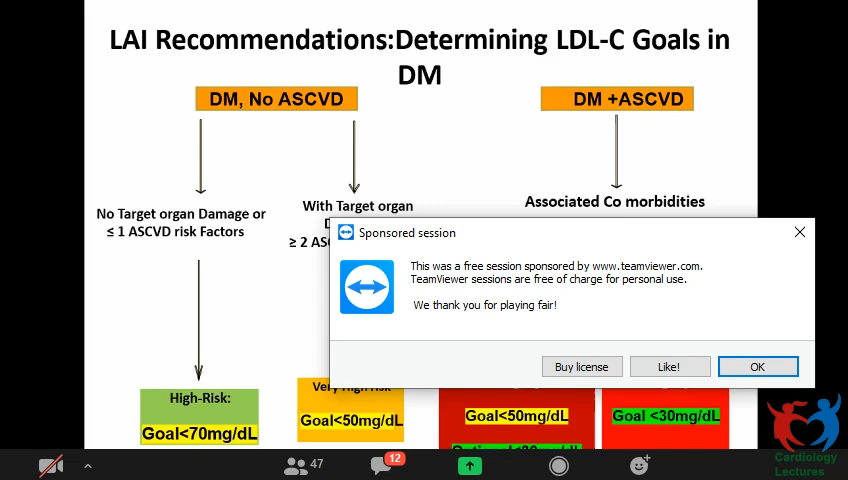 LAI Recommendations:Determining LDL-C Goals in
DM
DM, No ASCVD
DM +ASCVD
No Target organ Damage or
≤ 1 ASCVD risk Factors
With Target organ
≥ 2
Associated Co morbidities
Sponsored session
This was a free session sponsored by www.teamviewer.com.
TeamViewer sessions are free of charge for personal use.
We thank you for playing fair!
Buy license
Like!
OK
High-Risk:
Goal<70mg/dL
Very High risk
Goal<50mg/dL
Goal<50mg/dL
Goal <30mg/dL
47
12
Cardiology
Lectures